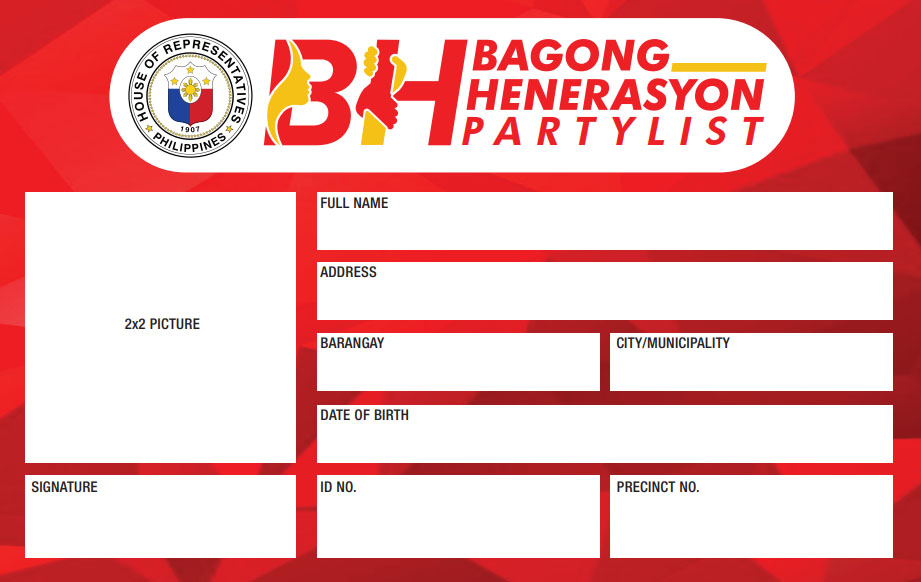 HOUSE OF REPRESENTATIVES
1907
PHILIPPINES
BH
BAGONG
HENERASYON
PARTYLIST
2x2 PICTURE
FULL NAME
ADDRESS
BARANGAY
CITY/MUNICIPALITY
DATE OF BIRTH
SIGNATURE
ID NO.
PRECINCT NO.